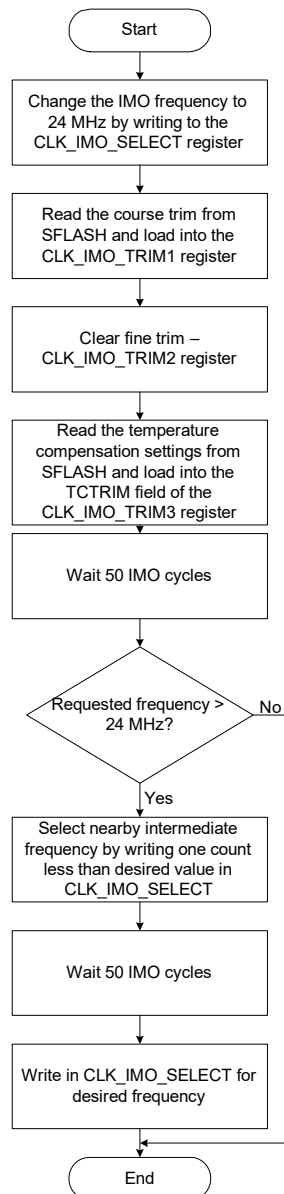 Start
Change the IMO frequency to
24 MHz by writing to the
CLK_IMO_SELECT register
Read the course trim from
SFLASH and load into the
CLK_IMO_TRIM1 register
Clear fine trim –
CLK_IMO_TRIM2 register
Read the temperature
compensation settings from
SFLASH and load into the
TCTRIM field of the
CLK_IMO_TRIM3 register
Wait 50 IMO cycles
Requested frequency >
24 MHz?
No
Yes
Select nearby intermediate
frequency by writing one count
less than desired value in
CLK_IMO_SELECT
Wait 50 IMO cycles
Write in CLK_IMO_SELECT for
desired frequency
End